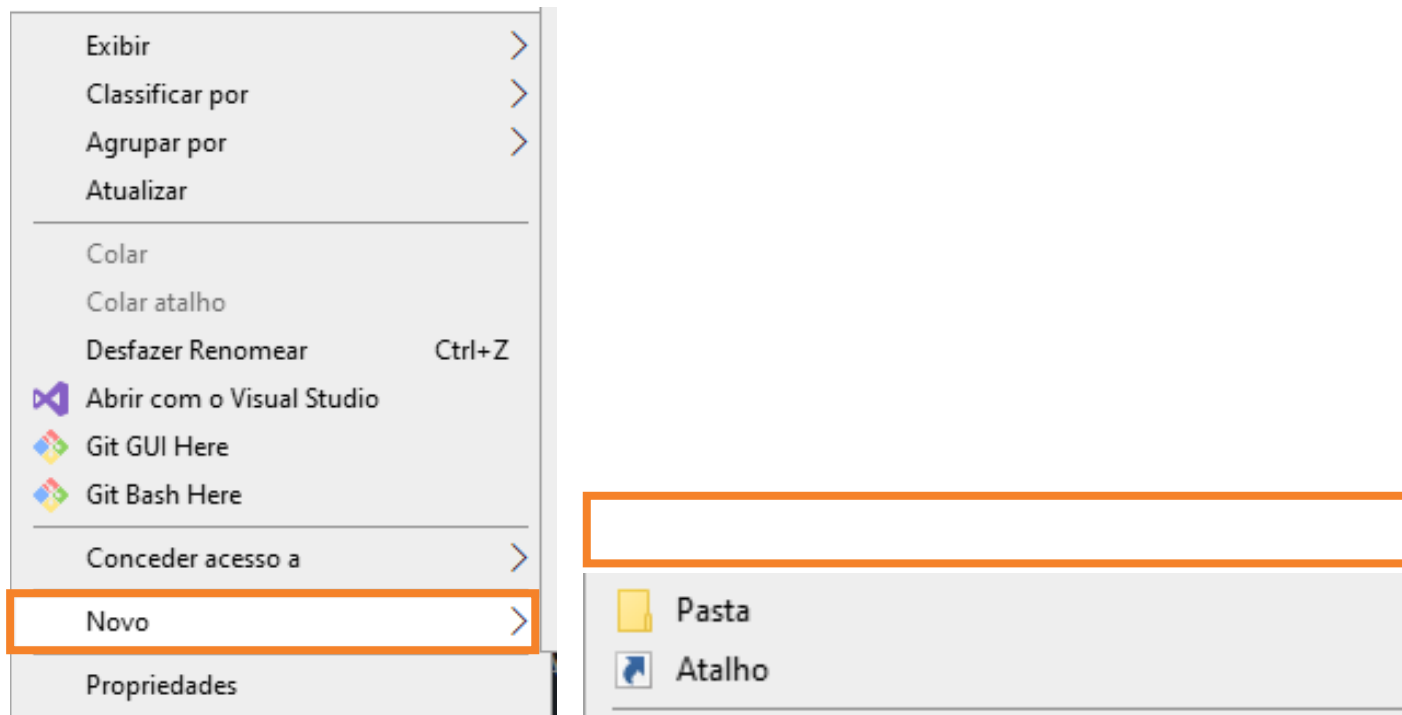 Exibir
Classificar por
Agrupar por
Atualizar
Colar
Colar atalho
Desfazer Renomear Ctrl+Z
Abrir com o Visual Studio
Git GUI Here
Git Bash Here
Conceder acesso a
Novo
Propriedades
Pasta
Atalho